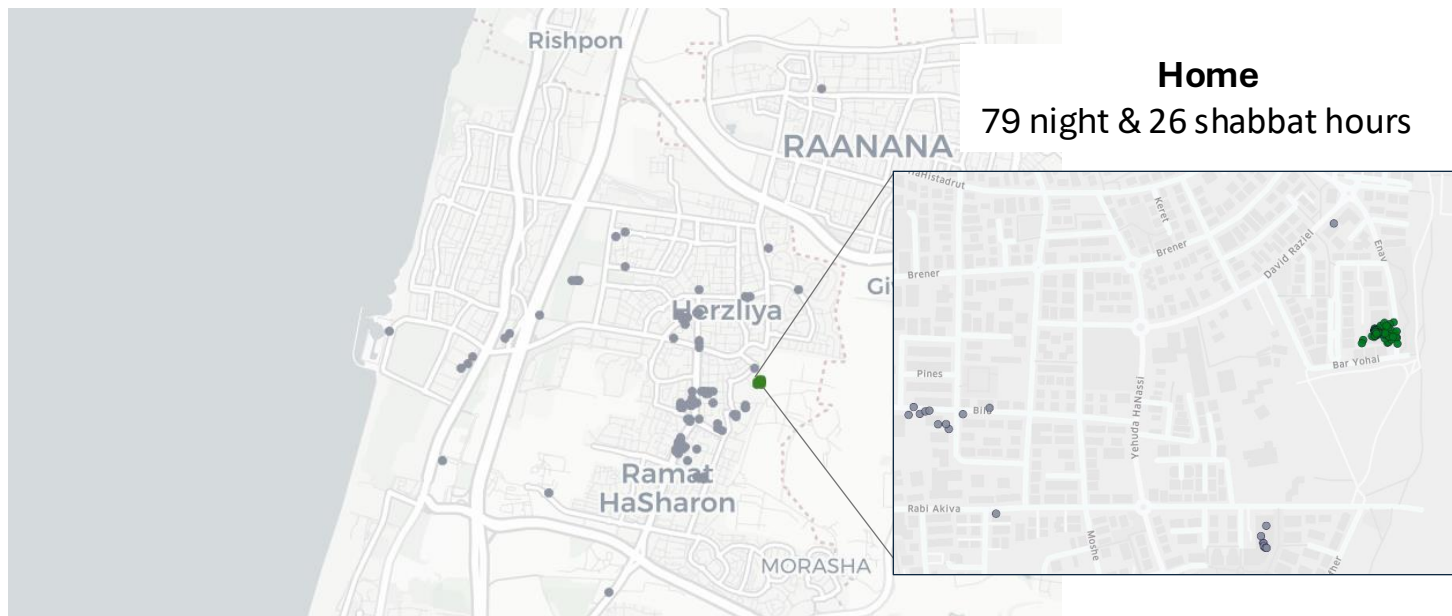 Rishpon
Home
79 night & 26 shabbat hours
RAANANA
HaHistadrut
Keret
Brener
David Raziel
Enav
Brener
Gi
Herzliya
Bar Yohai
Pines
Yehuda HaNassi
Ramat
HaSharon
Rabi Akiva
Moshe
MORASHA